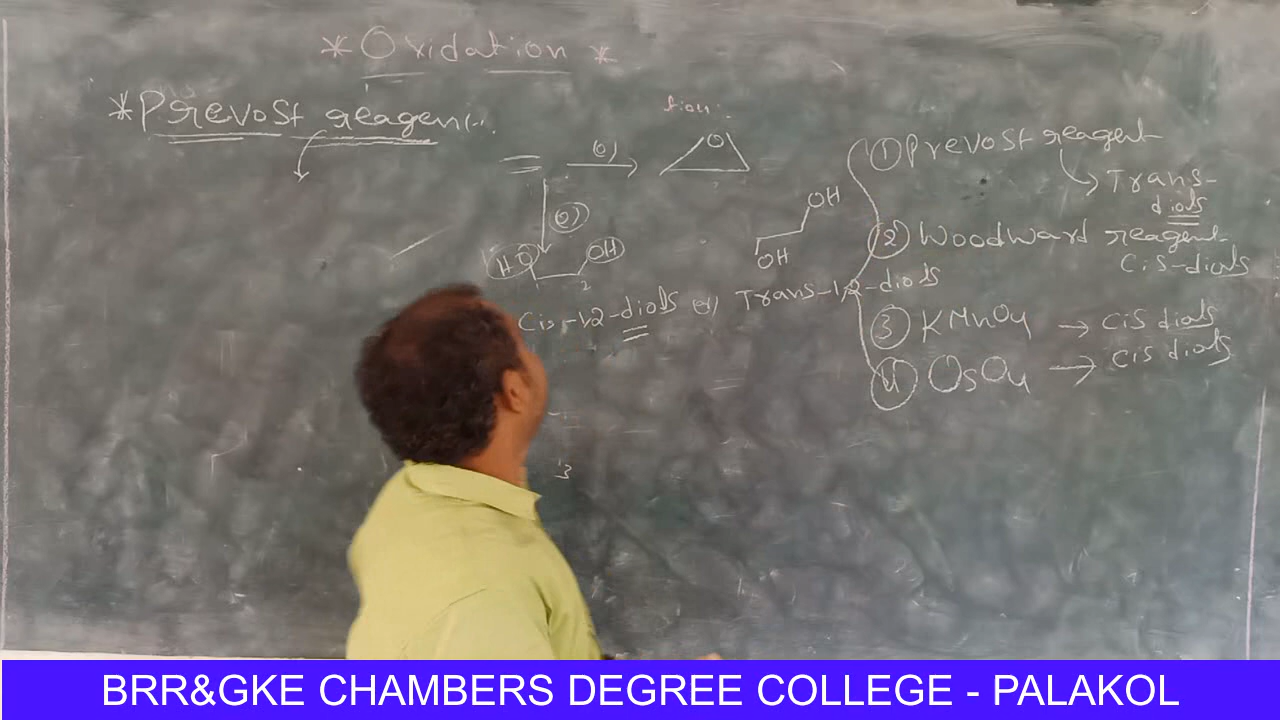 * Oxidation *
* Prevost reagent
(O)
O
(O)
HO
OH
1
2
OH
OH
Cis-1,2-diols (or) Trans-1,2-diols
① Prevost reagent
Trans-
diols
② Woodward reagent-
Cis-diols
③ KMnO4 → Cis diols
④ OsO4 → Cis diols
BRR&GKE CHAMBERS DEGREE COLLEGE - PALAKOL